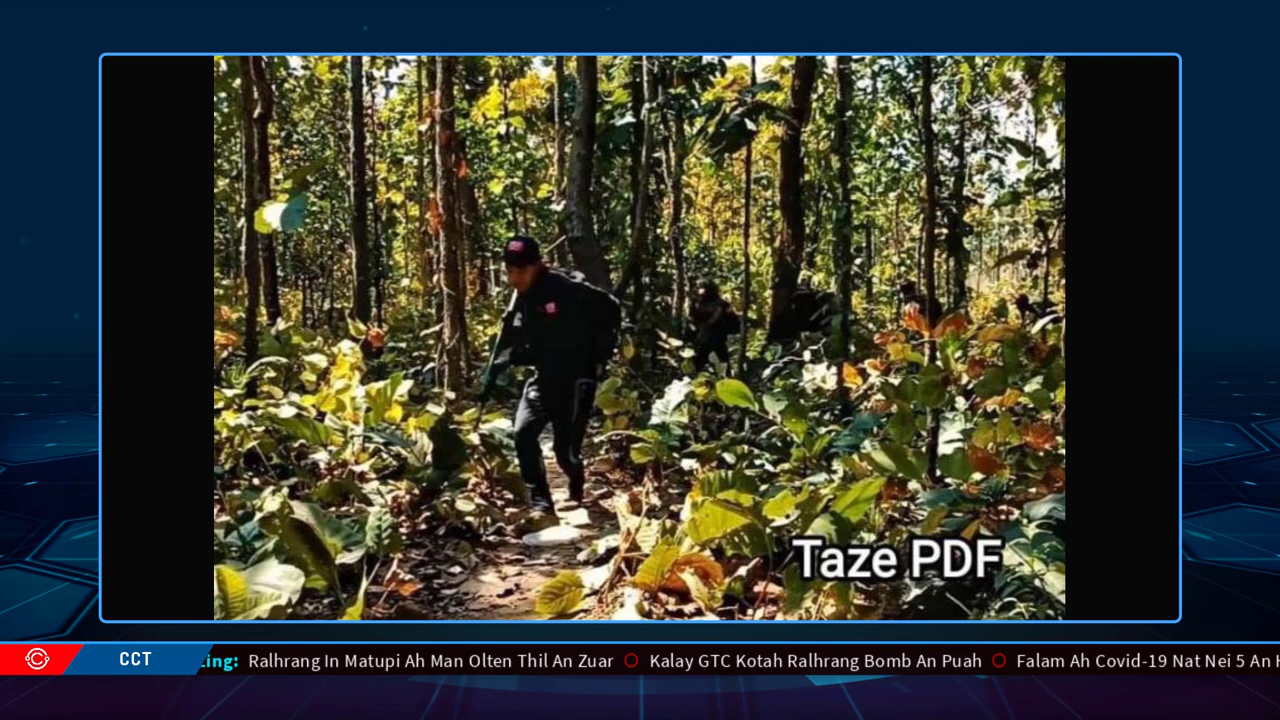 Taze PDF
CCT
ing: Ralhrang In Matupi Ah Man Olten Thil An Zuar Kalay GTC Kotah Ralhrang Bomb An Puah Falam Ah Covid-19 Nat Nei 5 An